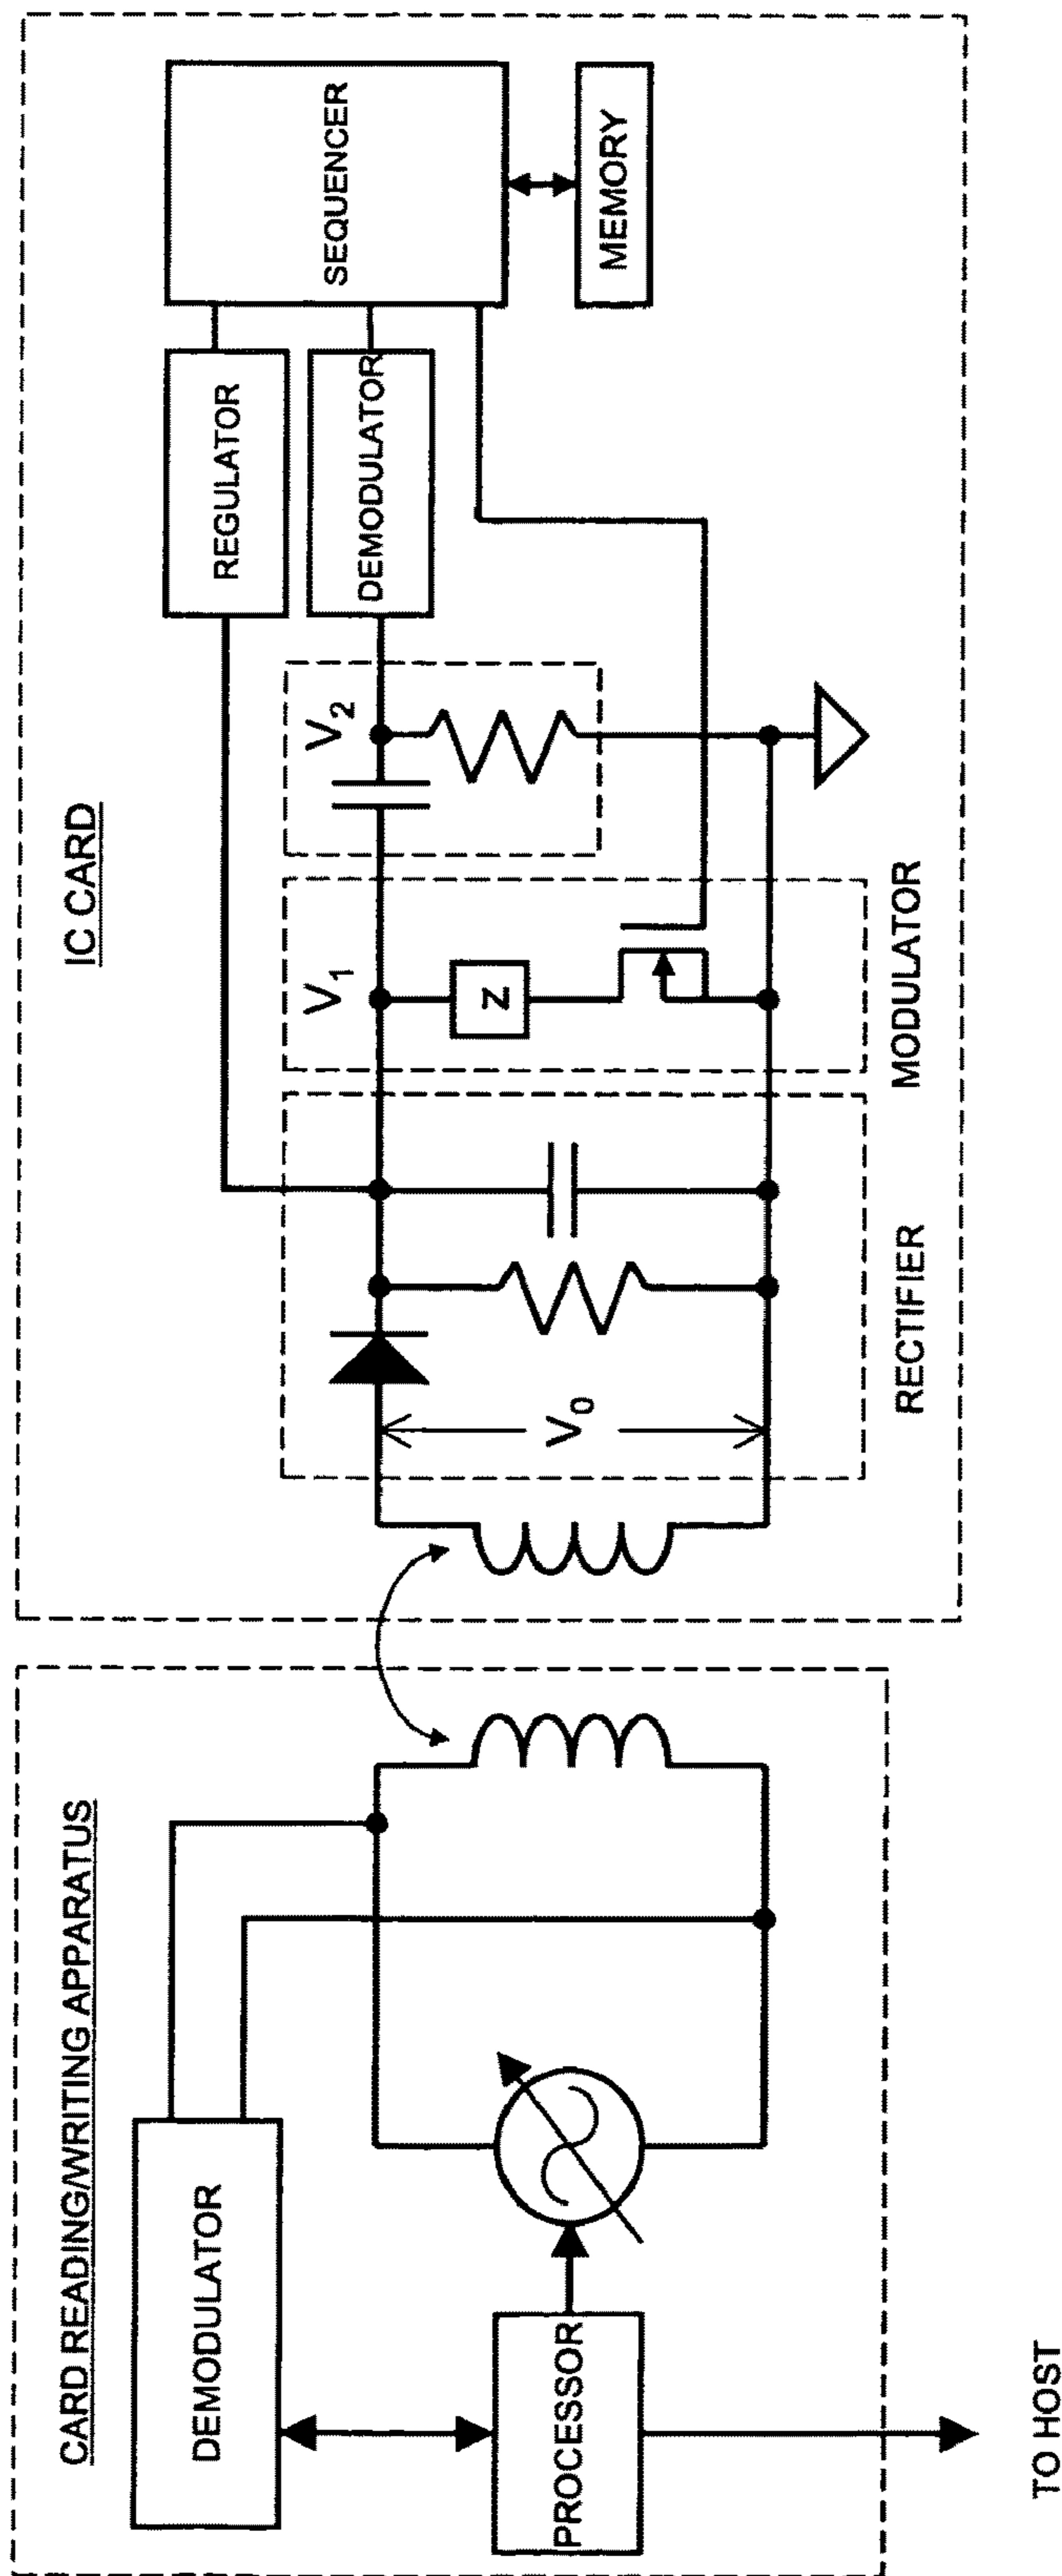 CARD READING/WRITING APPARATUS
DEMODULATOR
PROCESSOR
TO HOST
IC CARD
V0
RECTIFIER
V1
Z
MODULATOR
V2
REGULATOR
DEMODULATOR
SEQUENCER
MEMORY